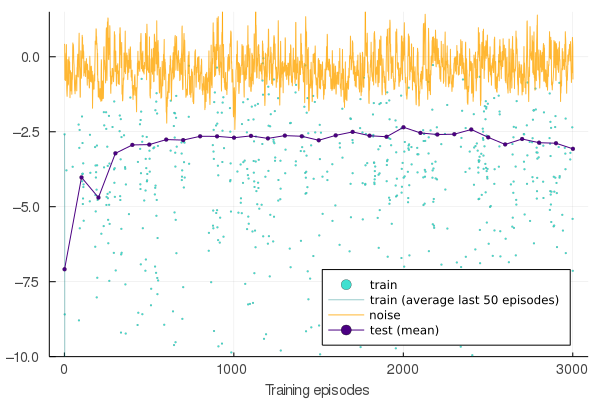 0.0
−2.5
−5.0
−7.5
−10.0
train
train (average last 50 episodes)
noise
test (mean)
0 1000 2000 3000
Training episodes